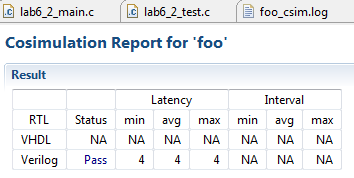 lab6_2_main.c lab6_2_test.c foo_csim.log
Cosimulation Report for 'foo'
Result
Latency Interval
RTL Status min avg max min avg max
VHDL NA NA NA NA NA NA NA
Verilog Pass 4 4 4 NA NA NA